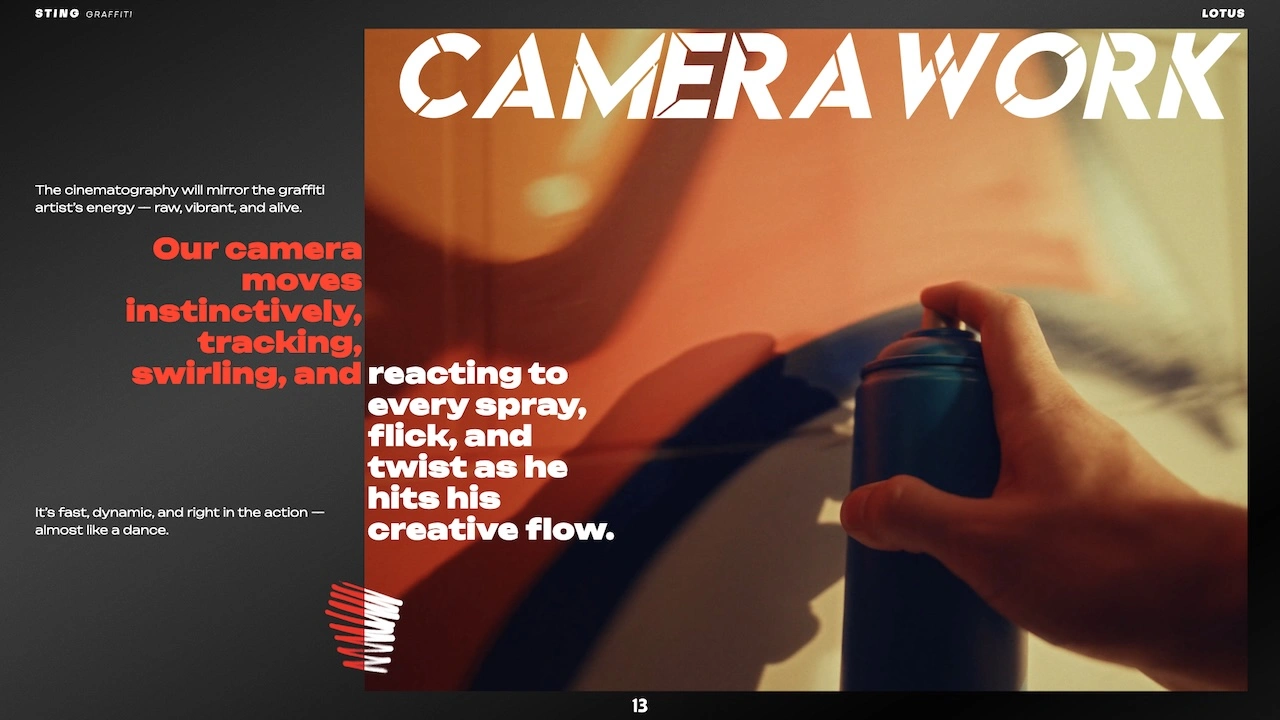 STING GRAFFITI
LOTUS
CAMERA WORK
The cinematography will mirror the graffiti
artist’s energy — raw, vibrant, and alive.
Our camera
moves
instinctively,
tracking,
swirling, and reacting to
every spray,
flick, and
twist as he
hits his
creative flow.
It’s fast, dynamic, and right in the action —
almost like a dance.
13